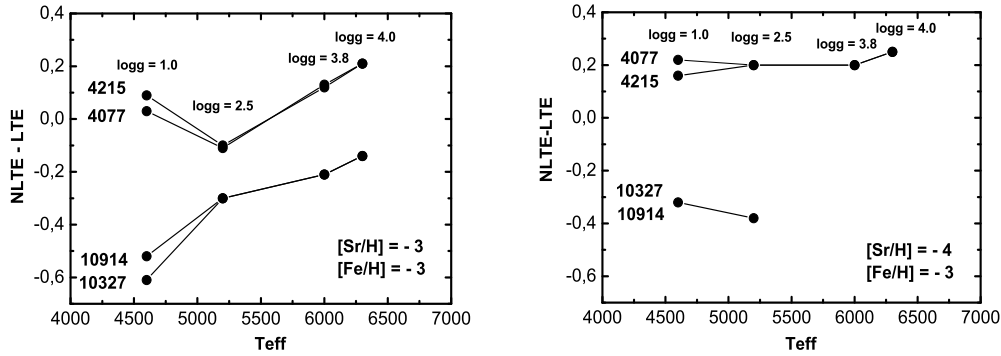 0,4
0,2
0,0
-0,2
-0,4
-0,6
NLTE - LTE
logg = 1.0
4215
4077
logg = 2.5
logg = 3.8
logg = 4.0
10914
10327
[Sr/H] = - 3
[Fe/H] = - 3
4000 4500 5000 5500 6000 6500 7000
Teff
0,4
0,2
0,0
-0,2
-0,4
-0,6
NLTE-LTE
logg = 1.0
4077
4215
logg = 2.5
logg = 3.8
logg = 4.0
10327
10914
[Sr/H] = - 4
[Fe/H] = - 3
4000 4500 5000 5500 6000 6500 7000
Teff